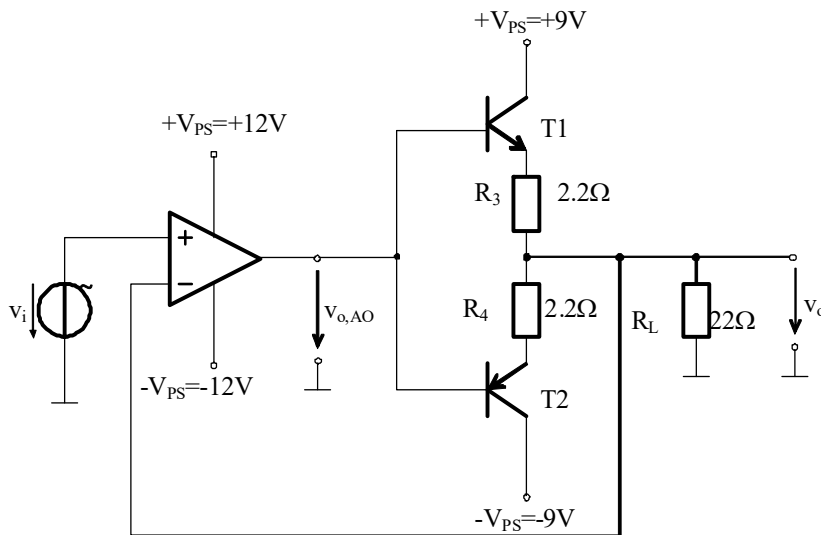 +V_PS=+9V
+V_PS=+12V
T1
R_3 2.2Ω
+
−
v_i
v_o,AO
R_4 2.2Ω
R_L 22Ω
v_o
-V_PS=-12V
T2
-V_PS=-9V